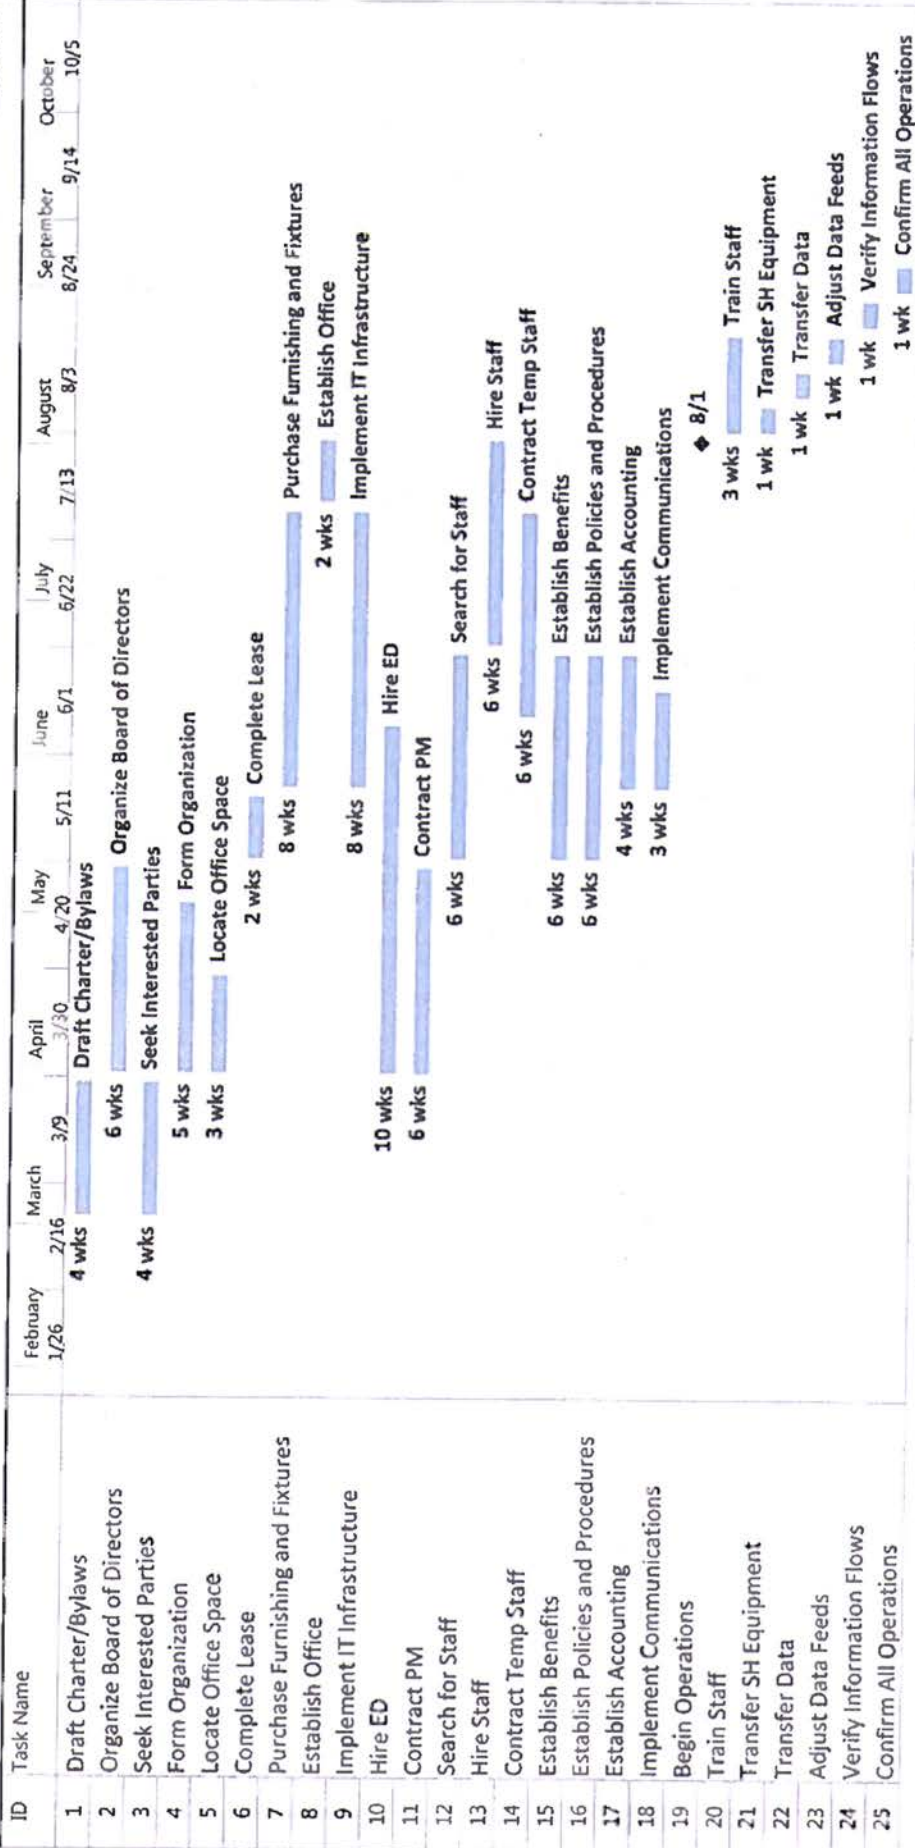 ID Task Name February March April May June July August September October
1/26 2/16 3/9 3/30 4/20 5/11 6/1 6/22 7/13 8/3 8/24 9/14 10/5
1 Draft Charter/Bylaws 4 wks Draft Charter/Bylaws
2 Organize Board of Directors 6 wks Organize Board of Directors
3 Seek Interested Parties 4 wks Seek Interested Parties
4 Form Organization 5 wks Form Organization
5 Locate Office Space 3 wks Locate Office Space
6 Complete Lease 2 wks Complete Lease
7 Purchase Furnishing and Fixtures 8 wks Purchase Furnishing and Fixtures
8 Establish Office 2 wks Establish Office
9 Implement IT Infrastructure 8 wks Implement IT Infrastructure
10 Hire ED 10 wks Hire ED
11 Contract PM 6 wks Contract PM
12 Search for Staff 6 wks Search for Staff
13 Hire Staff 6 wks Hire Staff
14 Contract Temp Staff 6 wks Contract Temp Staff
15 Establish Benefits 6 wks Establish Benefits
16 Establish Policies and Procedures 6 wks Establish Policies and Procedures
17 Establish Accounting 4 wks Establish Accounting
18 Implement Communications 3 wks Implement Communications
19 Begin Operations 8/1
20 Train Staff 3 wks Train Staff
21 Transfer SH Equipment 1 wk Transfer SH Equipment
22 Transfer Data 1 wk Transfer Data
23 Adjust Data Feeds 1 wk Adjust Data Feeds
24 Verify Information Flows 1 wk Verify Information Flows
25 Confirm All Operations 1 wk Confirm All Operations